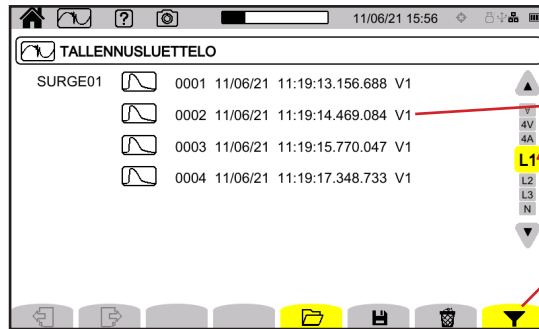 11/06/21 15:56
TALLENNUSLUETTELO
SURGE01 0001 11/06/21 11:19:13.156.688 V1
0002 11/06/21 11:19:14.469.084 V1
0003 11/06/21 11:19:15.770.047 V1
0004 11/06/21 11:19:17.348.733 V1
∀
4V
4A
L1
L2
L3
N